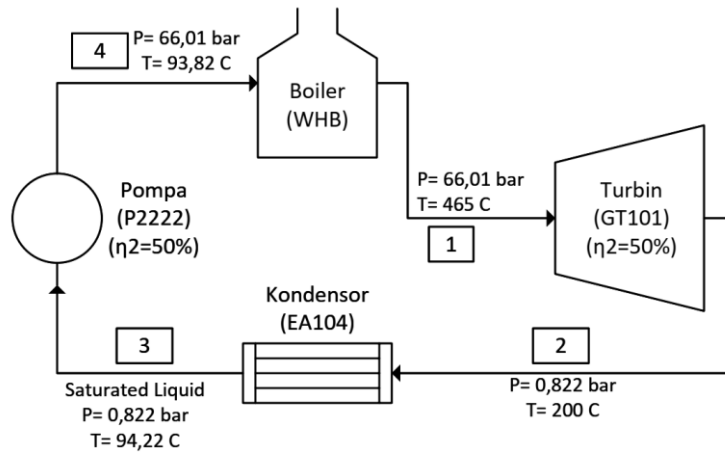 4
P= 66,01 bar
T= 93,82 C
Boiler
(WHB)
Pompa
(P2222)
(η2=50%)
P= 66,01 bar
T= 465 C
1
Turbin
(GT101)
(η2=50%)
Kondensor
(EA104)
3
Saturated Liquid
P= 0,822 bar
T= 94,22 C
2
P= 0,822 bar
T= 200 C